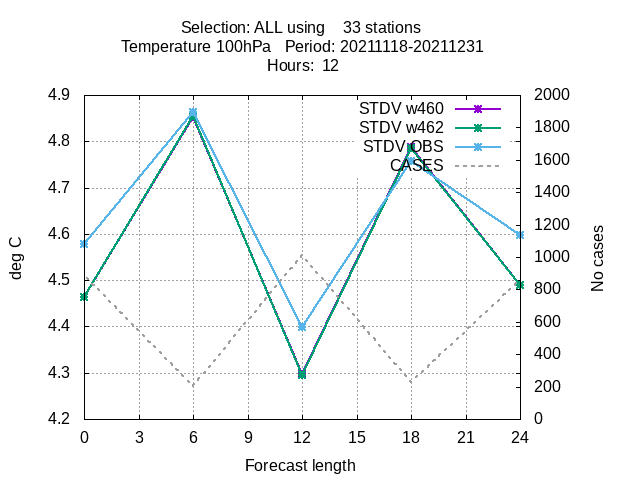 Selection: ALL using    33 stations
Temperature 100hPa   Period: 20211118-20211231
Hours:  12
4.9
4.8
4.7
4.6
4.5
4.4
4.3
4.2
deg C
STDV w460
STDV w462
STDV OBS
CASES
2000
1800
1600
1400
1200
1000
800
600
400
200
0
No cases
0 3 6 9 12 15 18 21 24
Forecast length